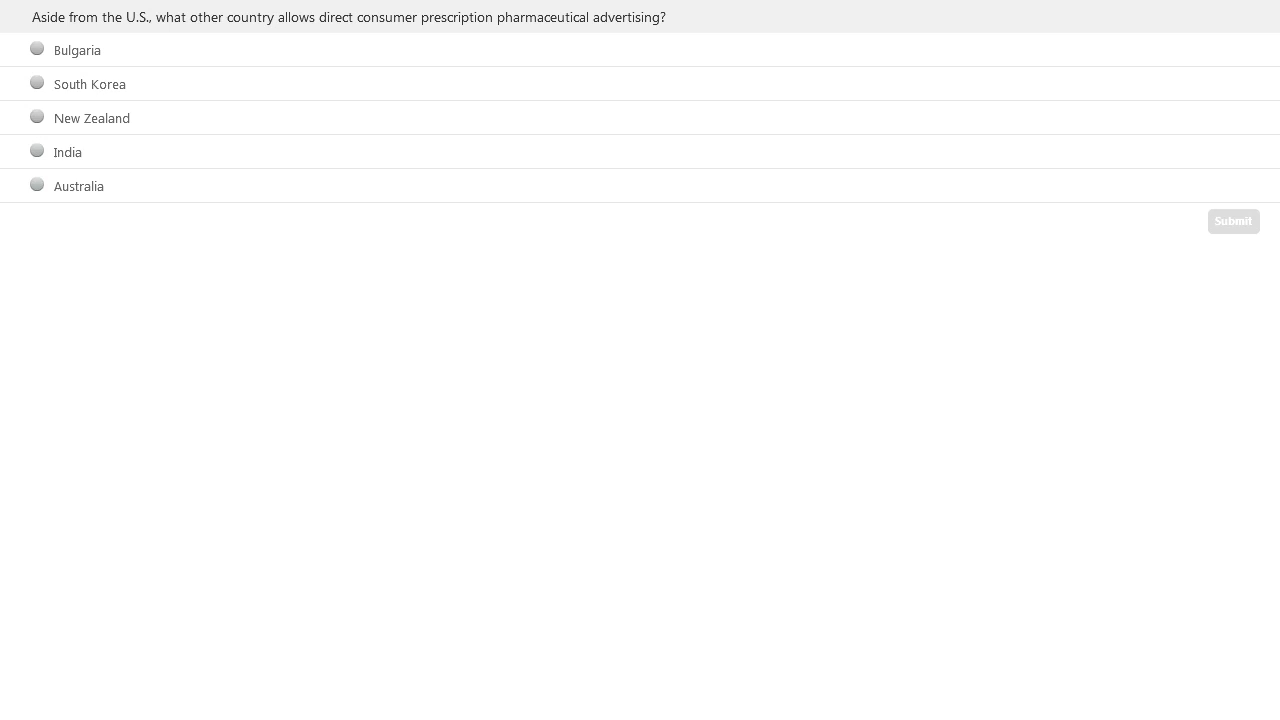 Aside from the U.S., what other country allows direct consumer prescription pharmaceutical advertising?
Bulgaria
South Korea
New Zealand
India
Australia
Submit